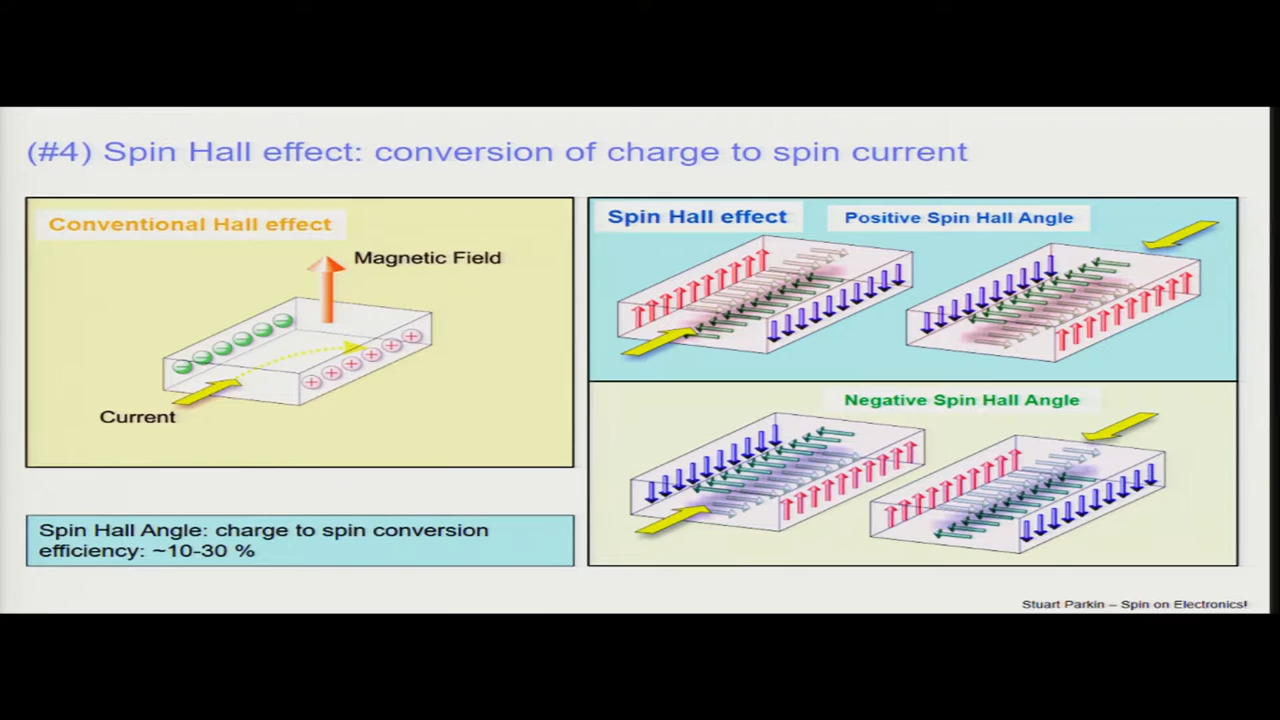 (#4) Spin Hall effect: conversion of charge to spin current
Conventional Hall effect
Magnetic Field
Current
Spin Hall Angle: charge to spin conversion
efficiency: ~10-30 %
Spin Hall effect
Positive Spin Hall Angle
Negative Spin Hall Angle
Stuart Parkin – Spin on Electronics!